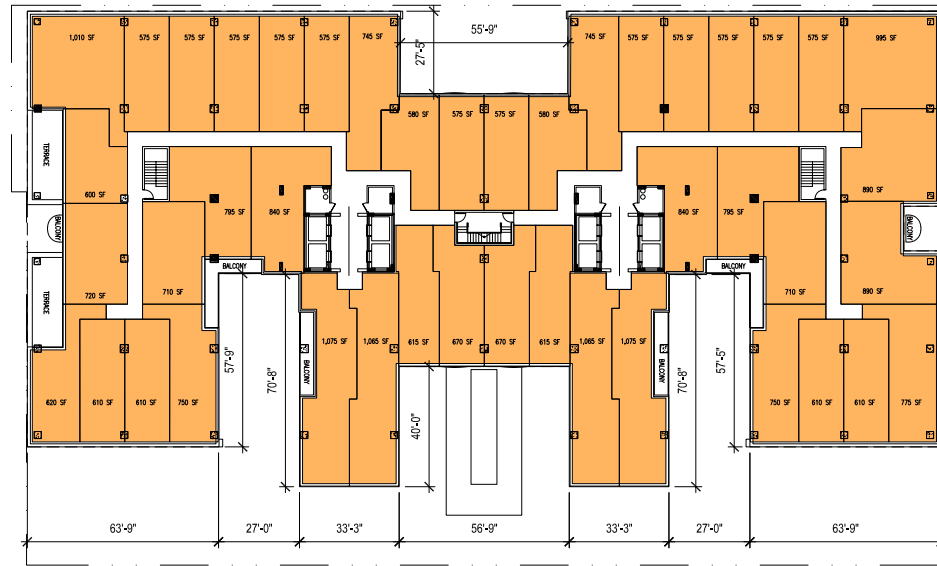 55'-9"
27'-5"
1,010 SF
575 SF
575 SF
575 SF
575 SF
575 SF
745 SF
745 SF
575 SF
575 SF
575 SF
575 SF
575 SF
995 SF
580 SF
575 SF
575 SF
580 SF
TERRACE
600 SF
BALCONY
795 SF
840 SF
840 SF
795 SF
890 SF
BALCONY
BALCONY
BALCONY
TERRACE
720 SF
710 SF
710 SF
890 SF
1,075 SF
1,065 SF
615 SF
670 SF
670 SF
615 SF
1,065 SF
1,075 SF
BALCONY
BALCONY
57'-9"
70'-8"
40'-0"
70'-8"
57'-5"
620 SF
610 SF
610 SF
750 SF
750 SF
610 SF
610 SF
775 SF
63'-9"
27'-0"
33'-3"
56'-9"
33'-3"
27'-0"
63'-9"